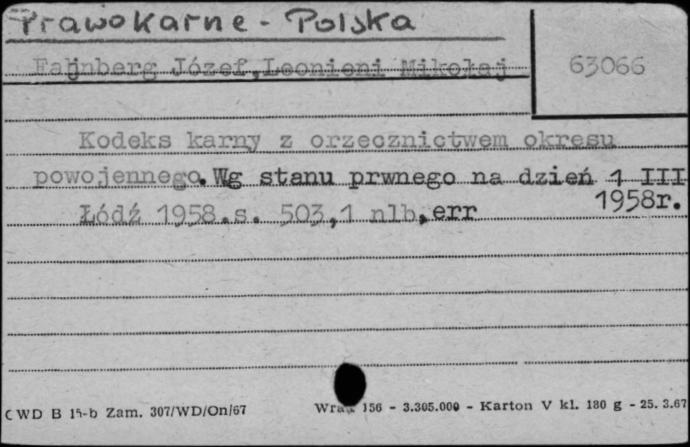 Prawo karne - Polska
Fajnberg Józef, Leonieni Mikołaj
63066
Kodeks karny z orzecznictwem okresu
powojennego. Wg stanu prwnego na dzień 1 III
1958r.
Łódź 1958. s. 503, 1 nlb, err
CWD B 15-b Zam. 307/WD/On/67
156 - 3.305.000 - Karton V kl. 180 g - 25. 3.67